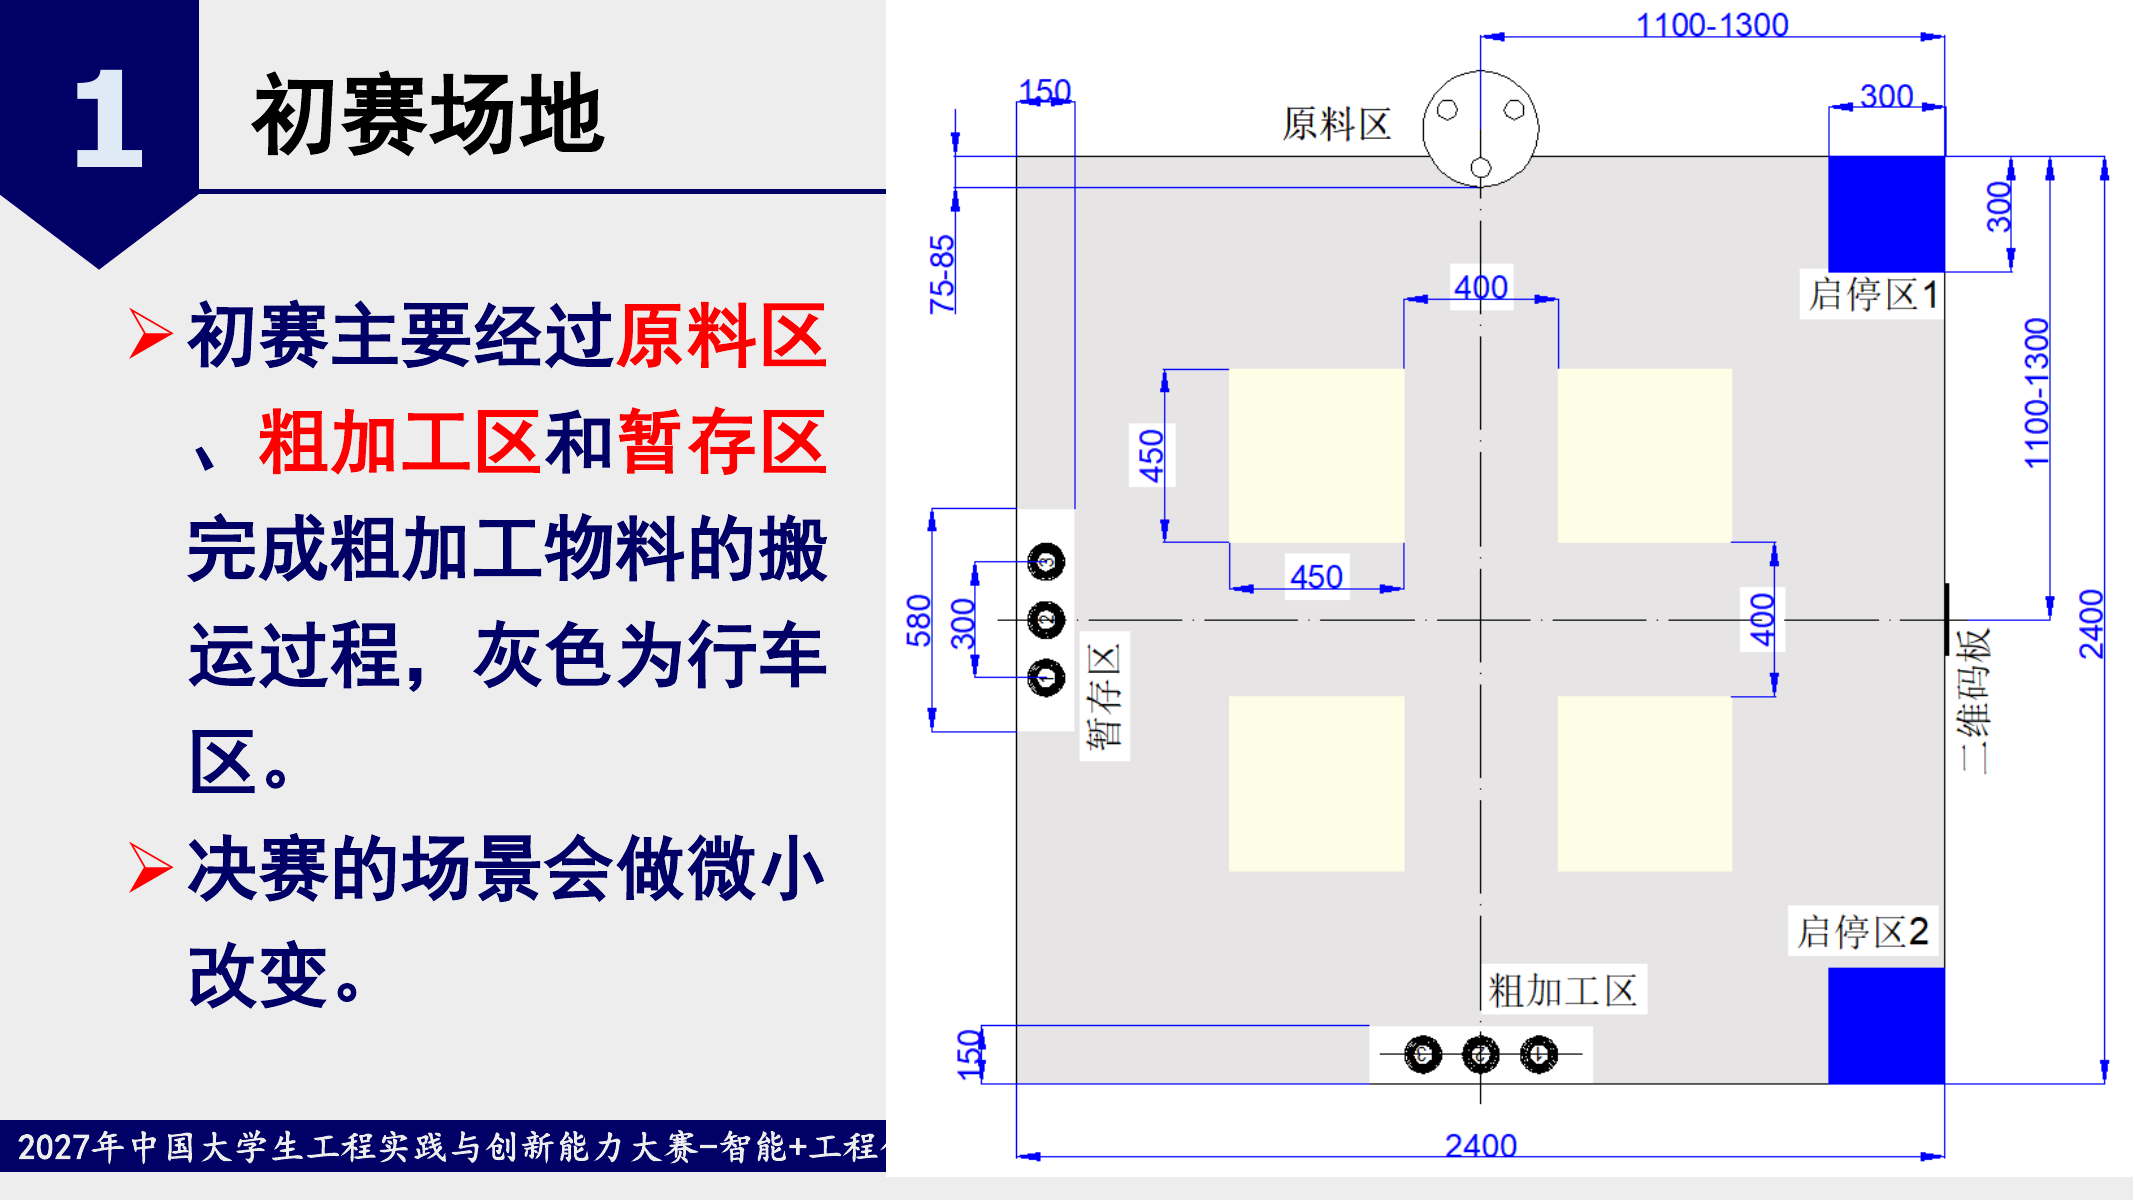 1
初赛场地
初赛主要经过原料区
、粗加工区和暂存区
完成粗加工物料的搬
运过程，灰色为行车
区。
决赛的场景会做微小
改变。
2027年中国大学生工程实践与创新能力大赛-智能+工程
1100-1300
150
300
原料区
75-85
300
启停区1
400
1100-1300
450
450
580
300
3
2
1
暂存区
400
二维码板
2400
启停区2
粗加工区
150
3
2
1
2400